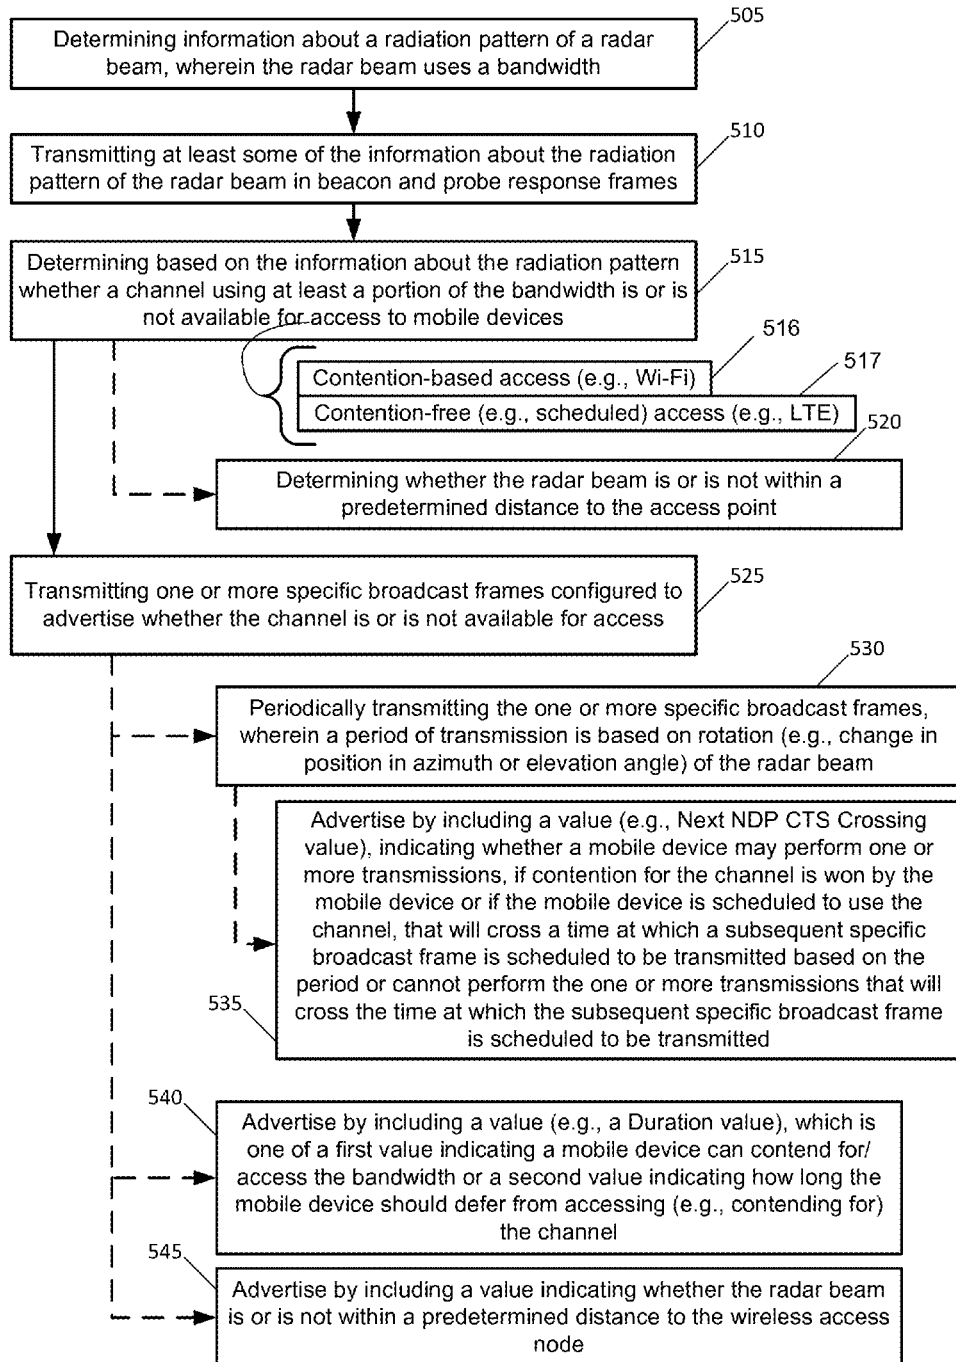 505
Determining information about a radiation pattern of a radar
beam, wherein the radar beam uses a bandwidth
510
Transmitting at least some of the information about the radiation
pattern of the radar beam in beacon and probe response frames
515
Determining based on the information about the radiation pattern
whether a channel using at least a portion of the bandwidth is or is
not available for access to mobile devices
516
Contention-based access (e.g., Wi-Fi)
517
Contention-free (e.g., scheduled) access (e.g., LTE)
520
Determining whether the radar beam is or is not within a
predetermined distance to the access point
525
Transmitting one or more specific broadcast frames configured to
advertise whether the channel is or is not available for access
530
Periodically transmitting the one or more specific broadcast frames,
wherein a period of transmission is based on rotation (e.g., change in
position in azimuth or elevation angle) of the radar beam
535
Advertise by including a value (e.g., Next NDP CTS Crossing
value), indicating whether a mobile device may perform one or
more transmissions, if contention for the channel is won by the
mobile device or if the mobile device is scheduled to use the
channel, that will cross a time at which a subsequent specific
broadcast frame is scheduled to be transmitted based on the
period or cannot perform the one or more transmissions that will
cross the time at which the subsequent specific broadcast frame
is scheduled to be transmitted
540
Advertise by including a value (e.g., a Duration value), which is
one of a first value indicating a mobile device can contend for/
access the bandwidth or a second value indicating how long the
mobile device should defer from accessing (e.g., contending for)
the channel
545
Advertise by including a value indicating whether the radar beam
is or is not within a predetermined distance to the wireless access
node